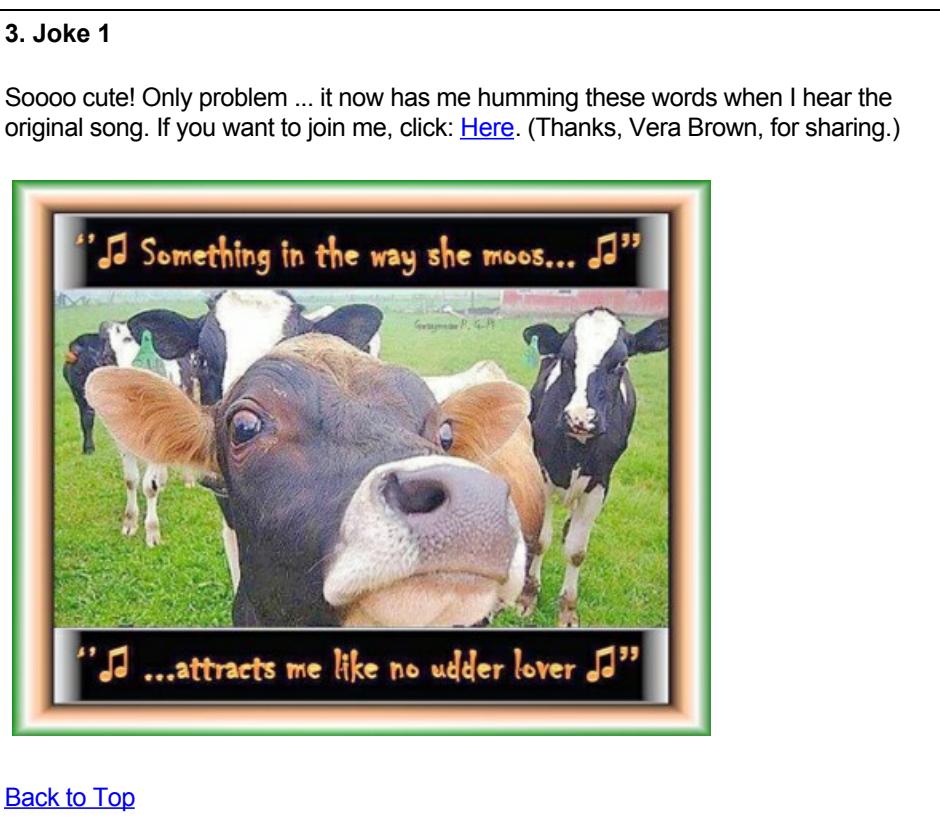 3. Joke 1
Soooo cute! Only problem ... it now has me humming these words when I hear the
original song. If you want to join me, click: Here. (Thanks, Vera Brown, for sharing.)
“♫ Something in the way she moos... ♫”
“♫ ...attracts me like no udder lover ♫”
Back to Top